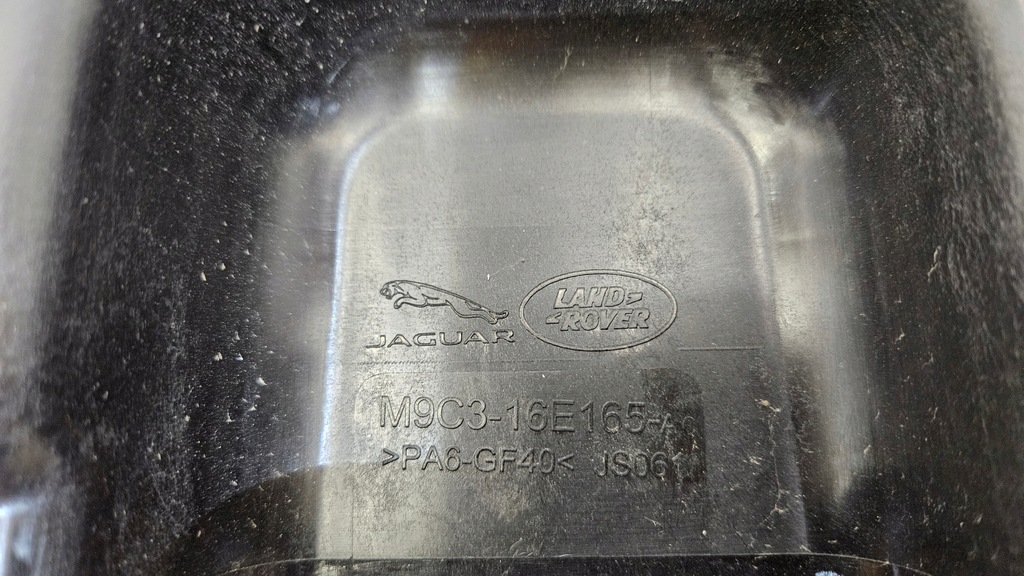 JAGUAR
LAND-
-ROVER
M9C3-16E165-A
>PA6-GF40< JS061